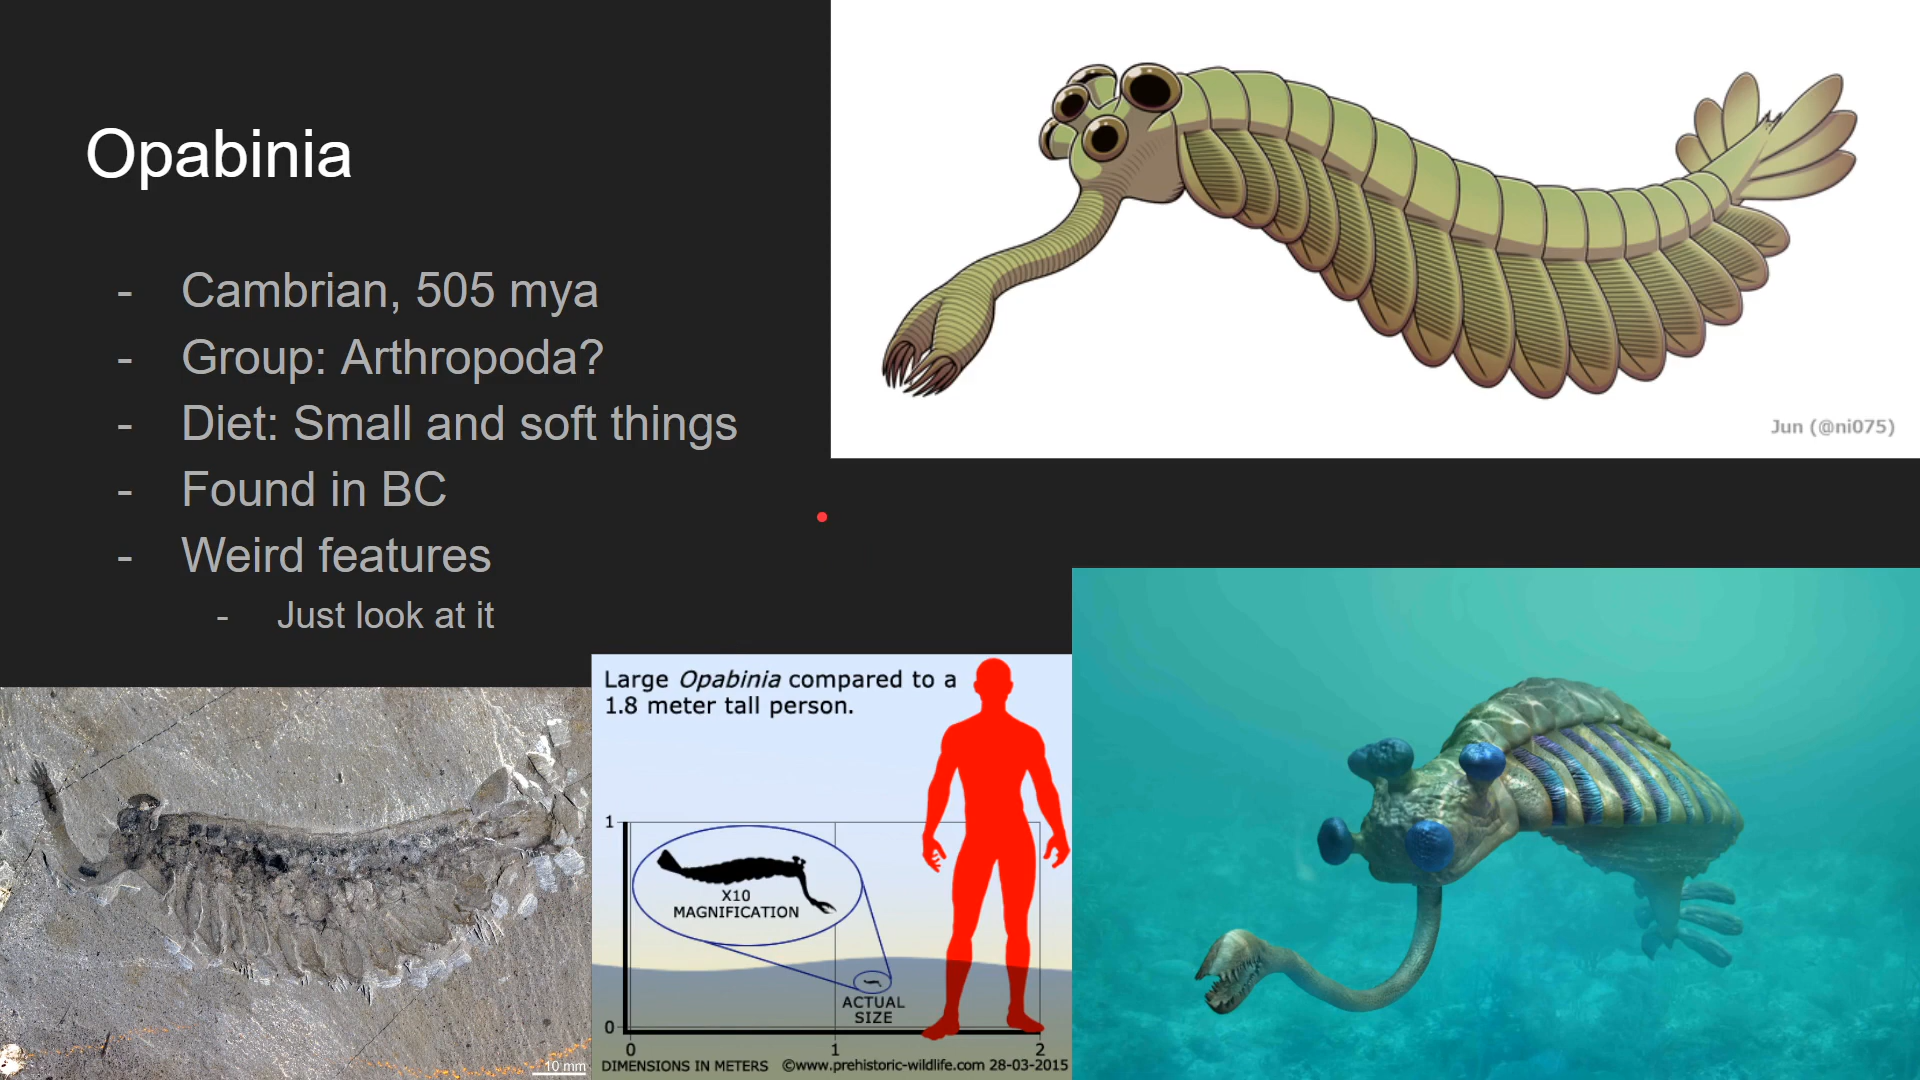 Opabinia
- Cambrian, 505 mya
- Group: Arthropoda?
- Diet: Small and soft things
- Found in BC
- Weird features
- Just look at it
Jun (@ni075)
10 mm
Large Opabinia compared to a
1.8 meter tall person.
1
X10
MAGNIFICATION
ACTUAL
SIZE
0
0 1 2
DIMENSIONS IN METERS ©www.prehistoric-wildlife.com 28-03-2015